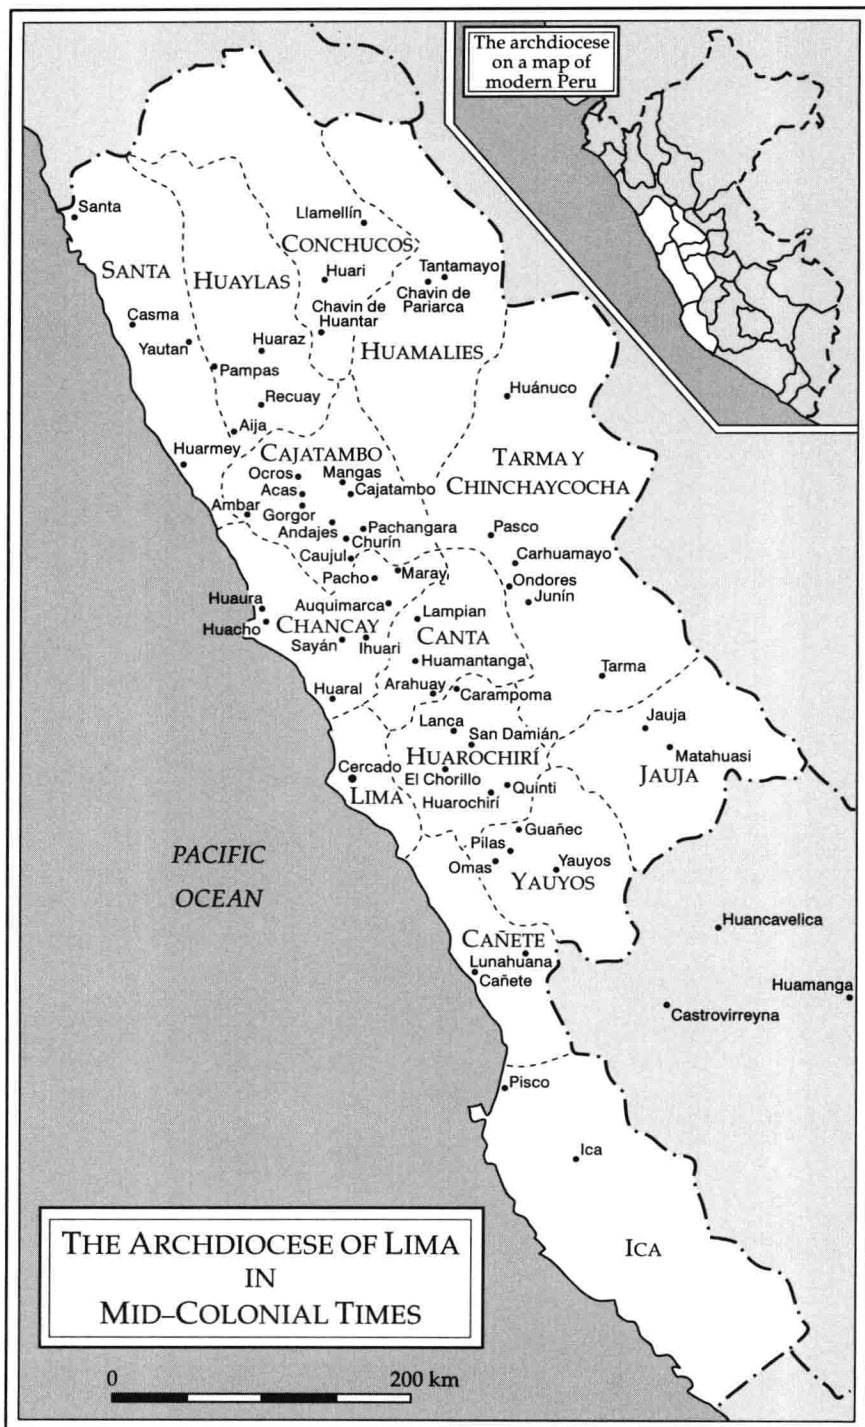 The archdiocese
on a map of
modern Peru
Santa
Llamellín
CONCHUCOS
SANTA
HUAYLAS
Huari
Tantamayo
Chavin de
Pariarca
Casma
Chavin de
Huantar
Yautan
Huaraz
HUAMALIES
Pampas
Recuay
Huánuco
Aija
Huarmey
CAJATAMBO
TARMA Y
CHINCHAYCOCHA
Ocros
Mangas
Acas
Cajatambo
Ambar
Gorgor
Andajes
Pachangara
Churín
Pasco
Caujul
Carhuamayo
Pacho
Maray
Ondores
Junín
Huaura
Auquimarca
Lampian
Huacho
CHANCAY
CANTA
Sayán
Ihuari
Huamantanga
Tarma
Arahuay
Carampoma
Huaral
Lanca
San Damián
Jauja
HUAROCHIRÍ
Matahuasi
Cercado
El Chorillo
JAUJA
LIMA
Quinti
Huarochirí
Guañec
Pilas
PACIFIC
OCEAN
Omas
Yauyos
YAUYOS
Huancavelica
CAÑETE
Lunahuana
Cañete
Huamanga
Castrovirreyna
Pisco
Ica
ICA
THE ARCHDIOCESE OF LIMA
IN
MID–COLONIAL TIMES
0 200 km